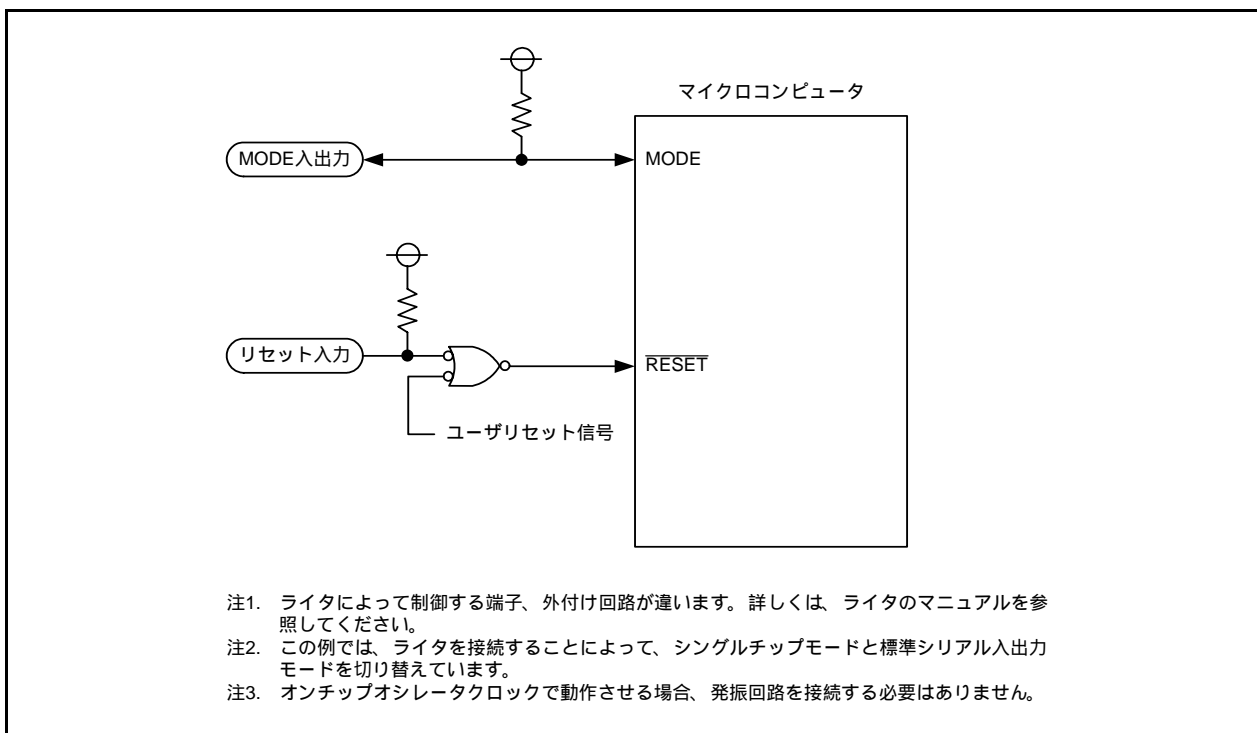 マイクロコンピュータ
MODE入出力
MODE
リセット入力
RESET
ユーザリセット信号
注1. ライタによって制御する端子、外付け回路が違います。詳しくは、ライタのマニュアルを参
照してください。
注2. この例では、ライタを接続することによって、シングルチップモードと標準シリアル入出力
モードを切り替えています。
注3. オンチップオシレータクロックで動作させる場合、発振回路を接続する必要はありません。